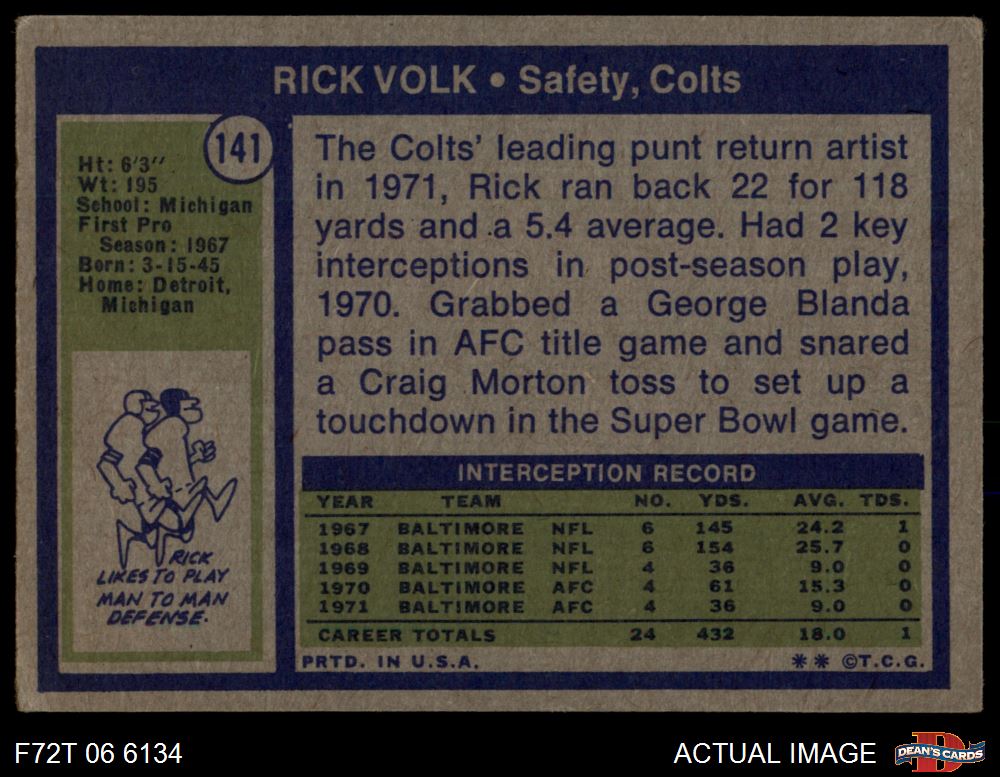 RICK VOLK • Safety, Colts
141
Ht: 6'3"
Wt: 195
School: Michigan
First Pro
Season: 1967
Born: 3-15-45
Home: Detroit,
Michigan
The Colts' leading punt return artist
in 1971, Rick ran back 22 for 118
yards and a 5.4 average. Had 2 key
interceptions in post-season play,
1970. Grabbed a George Blanda
pass in AFC title game and snared
a Craig Morton toss to set up a
touchdown in the Super Bowl game.
RICK
LIKES TO PLAY
MAN TO MAN
DEFENSE.
INTERCEPTION RECORD
YEAR TEAM NO. YDS. AVG. TDS.
1967 BALTIMORE NFL 6 145 24.2 1
1968 BALTIMORE NFL 6 154 25.7 0
1969 BALTIMORE NFL 4 36 9.0 0
1970 BALTIMORE AFC 4 61 15.3 0
1971 BALTIMORE AFC 4 36 9.0 0
CAREER TOTALS 24 432 18.0 1
PRTD. IN U.S.A. ** ©T.C.G.
F72T 06 6134 ACTUAL IMAGE D DEAN'S CARDS